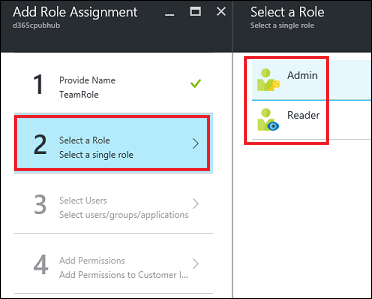 Add Role Assignment
d365cpubhub
1
Provide Name
TeamRole
2
Select a Role
Select a single role
3
Select Users
Select users/groups/applications
4
Add Permissions
Add Permissions to Customer I...
Select a Role
Select a single role
Admin
Reader